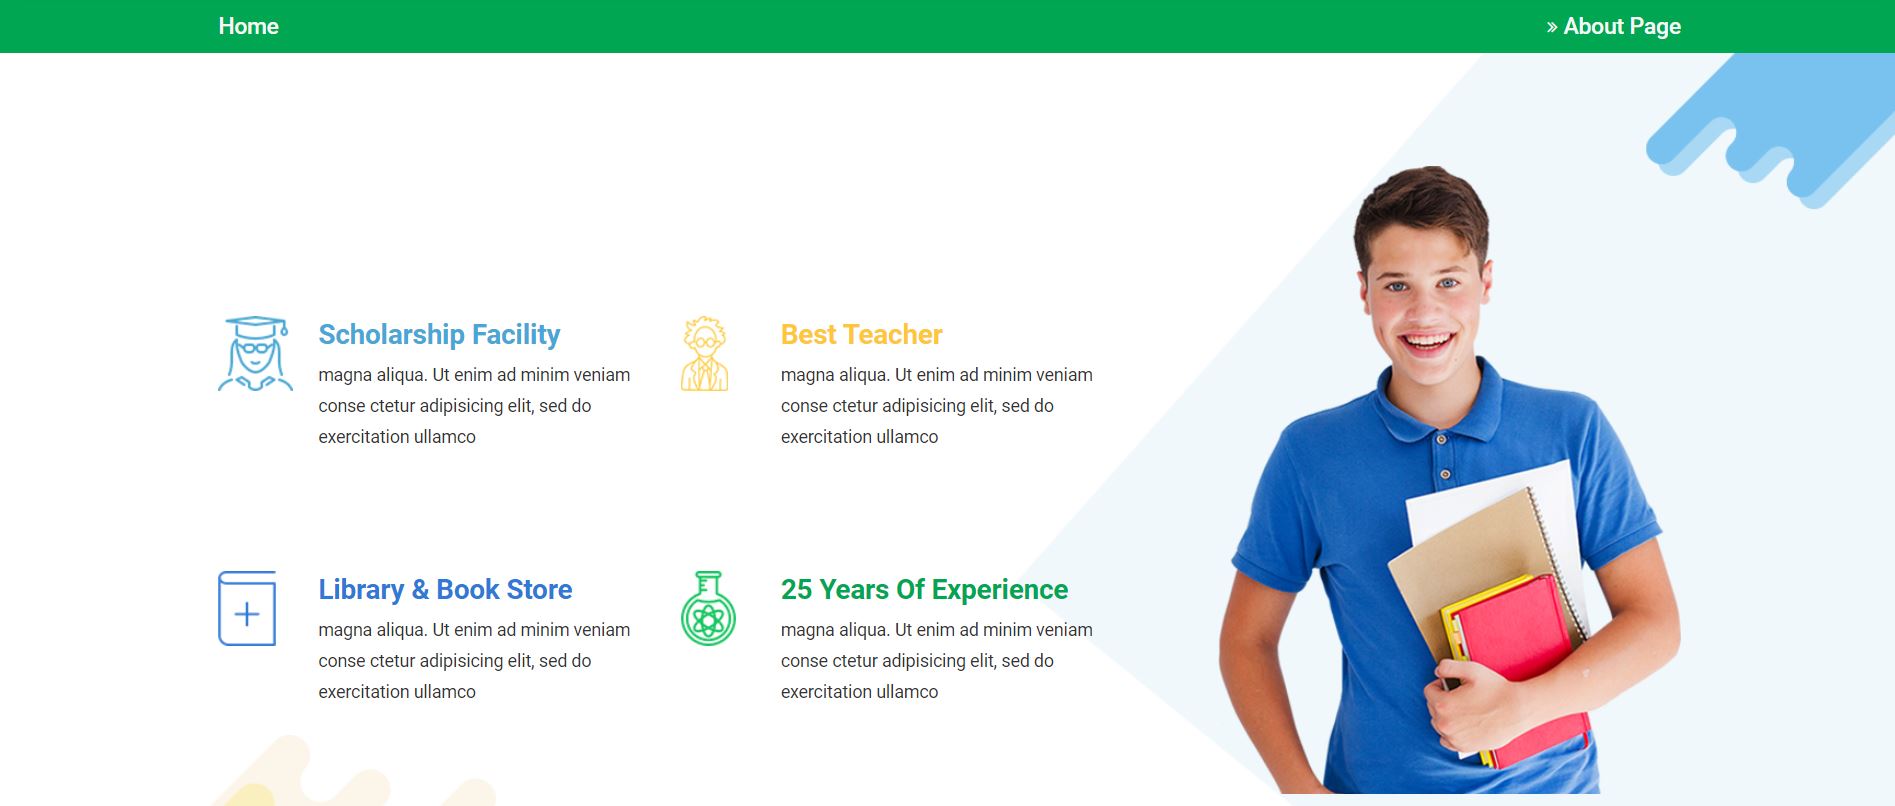 Home
» About Page
Scholarship Facility
magna aliqua. Ut enim ad minim veniam
conse ctetur adipisicing elit, sed do
exercitation ullamco
Best Teacher
magna aliqua. Ut enim ad minim veniam
conse ctetur adipisicing elit, sed do
exercitation ullamco
Library & Book Store
magna aliqua. Ut enim ad minim veniam
conse ctetur adipisicing elit, sed do
exercitation ullamco
25 Years Of Experience
magna aliqua. Ut enim ad minim veniam
conse ctetur adipisicing elit, sed do
exercitation ullamco